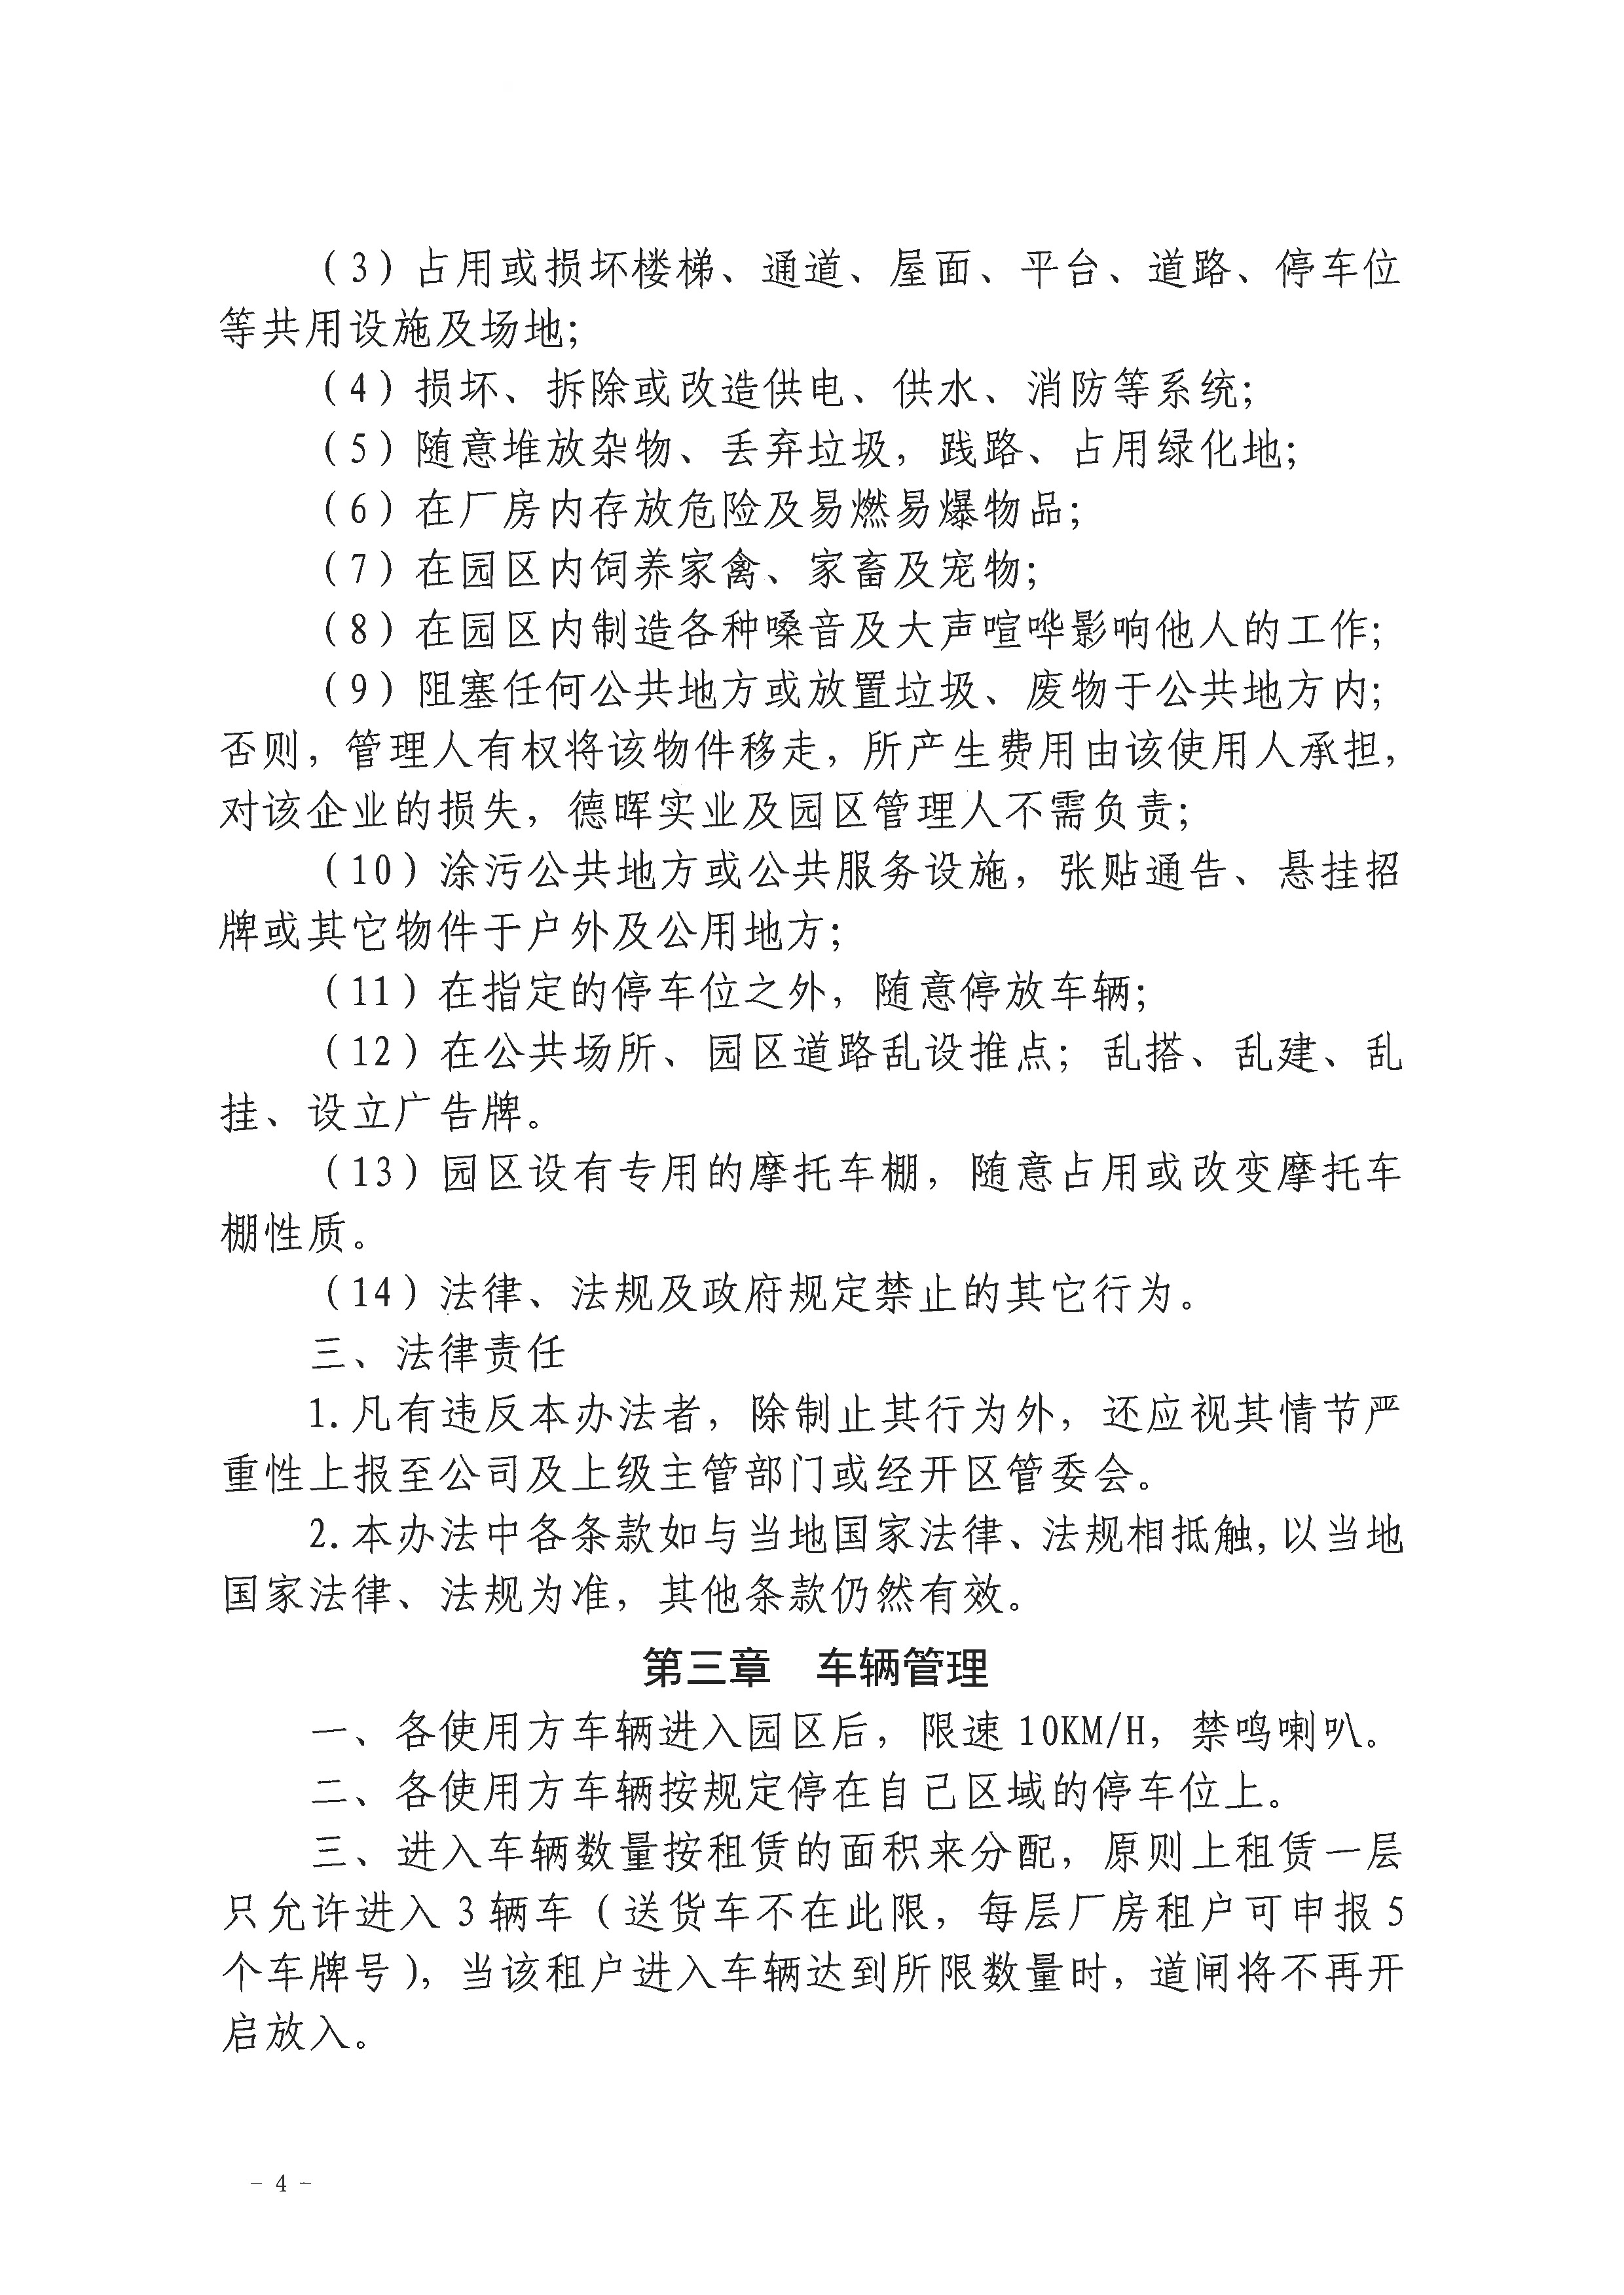 （3）占用或损坏楼梯、通道、屋面、平台、道路、停车位
等共用设施及场地；
（4）损坏、拆除或改造供电、供水、消防等系统；
（5）随意堆放杂物、丢弃垃圾，践路、占用绿化地；
（6）在厂房内存放危险及易燃易爆物品；
（7）在园区内饲养家禽、家畜及宠物；
（8）在园区内制造各种嗓音及大声喧哗影响他人的工作；
（9）阻塞任何公共地方或放置垃圾、废物于公共地方内；
否则，管理人有权将该物件移走，所产生费用由该使用人承担，
对该企业的损失，德晖实业及园区管理人不需负责；
（10）涂污公共地方或公共服务设施，张贴通告、悬挂招
牌或其它物件于户外及公用地方；
（11）在指定的停车位之外，随意停放车辆；
（12）在公共场所、园区道路乱设推点；乱搭、乱建、乱
挂、设立广告牌。
（13）园区设有专用的摩托车棚，随意占用或改变摩托车
棚性质。
（14）法律、法规及政府规定禁止的其它行为。
三、法律责任
1.凡有违反本办法者，除制止其行为外，还应视其情节严
重性上报至公司及上级主管部门或经开区管委会。
2.本办法中各条款如与当地国家法律、法规相抵触,以当地
国家法律、法规为准，其他条款仍然有效。
第三章　车辆管理
一、各使用方车辆进入园区后，限速 10KM/H，禁鸣喇叭。
二、各使用方车辆按规定停在自己区域的停车位上。
三、进入车辆数量按租赁的面积来分配，原则上租赁一层
只允许进入 3 辆车（送货车不在此限，每层厂房租户可申报 5
个车牌号），当该租户进入车辆达到所限数量时，道闸将不再开
启放入。
- 4 -